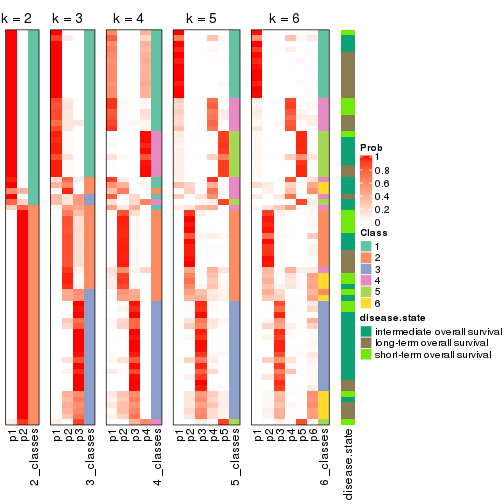 k = 2 k = 3 k = 4 k = 5 k = 6
Prob
1
0.8
0.6
0.4
0.2
0
Class
1
2
3
4
5
6
disease.state
intermediate overall survival
long-term overall survival
short-term overall survival
p1 p2 2_classes p1 p2 p3 3_classes p1 p2 p3 p4 4_classes p1 p2 p3 p4 p5 5_classes p1 p2 p3 p4 p5 p6 6_classes disease.state